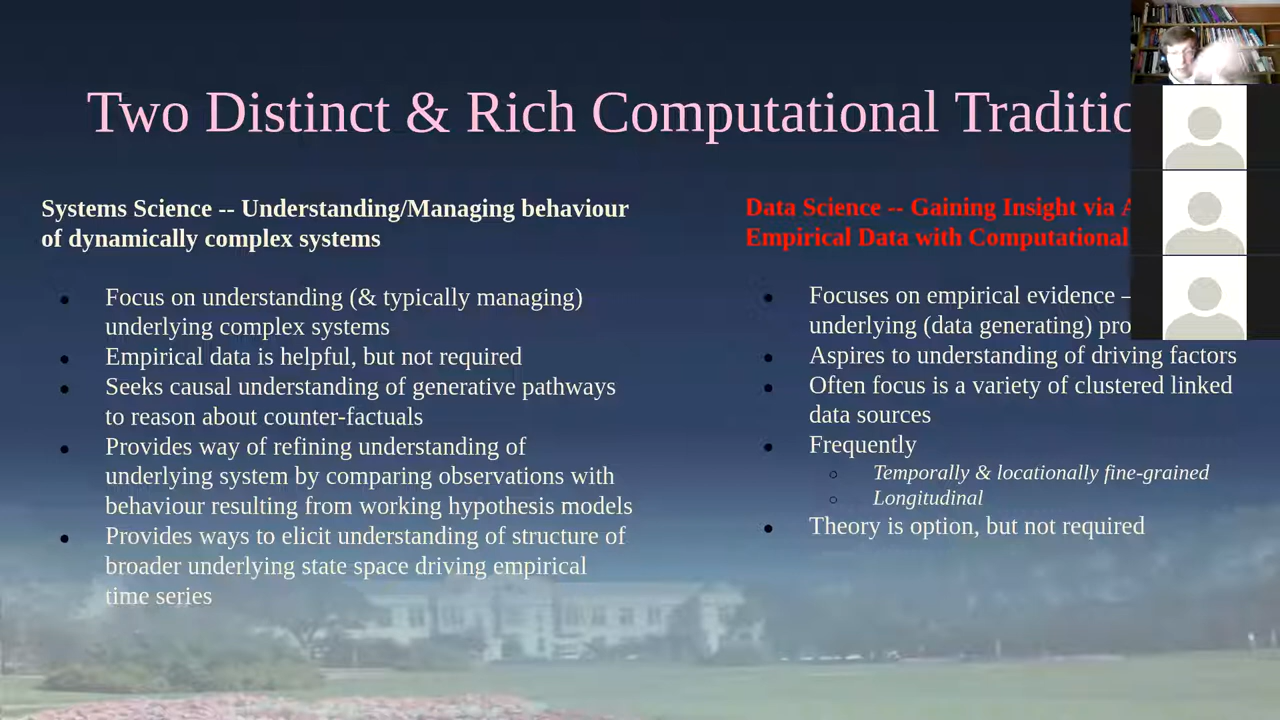 Two Distinct & Rich Computational
Systems Science -- Understanding/Managing behaviour
of dynamically complex systems
Focus on understanding (& typically managing)
underlying complex systems
Empirical data is helpful, but not required
Seeks causal understanding of generative pathways
to reason about counter-factuals
Provides way of refining understanding of
underlying system by comparing observations with
behaviour resulting from working hypothesis models
Provides ways to elicit understanding of structure of
broader underlying state space driving empirical
time series
Data Science -- Gaining Insight via
Empirical Data with Computational
Focuses on empirical evidence –
underlying (data generating)
Aspires to understanding of driving factors
Often focus is a variety of clustered linked
data sources
Frequently
Temporally & locationally fine-grained
Longitudinal
Theory is option, but not required